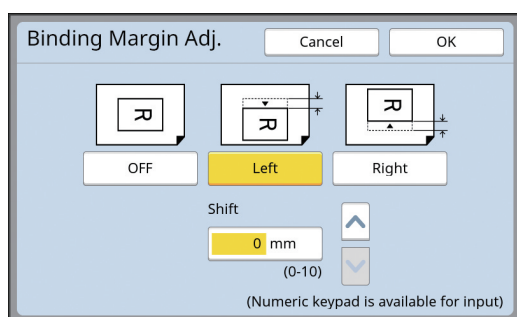 Binding Margin Adj.
Cancel
OK
R
R
R
OFF
Left
Right
Shift
0 mm
(0-10)
(Numeric keypad is available for input)